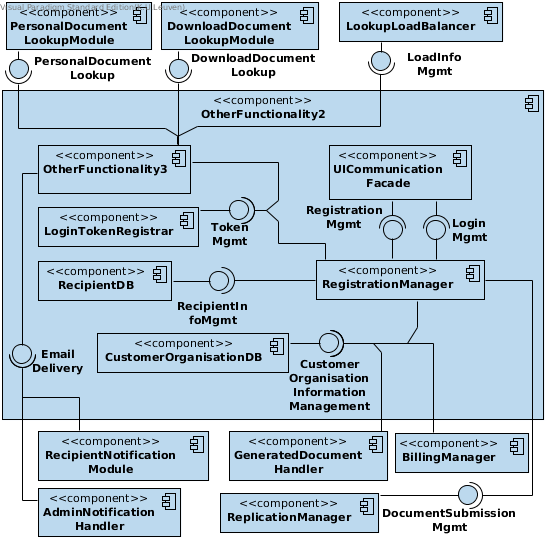 Visual Paradigm Standard Edition(KU Leuven)
<<component>>
PersonalDocument
LookupModule
<<component>>
DownloadDocument
LookupModule
<<component>>
LookupLoadBalancer
PersonalDocument
Lookup
DownloadDocument
Lookup
LoadInfo
Mgmt
<<component>>
OtherFunctionality2
<<component>>
OtherFunctionality3
<<component>>
UICommunication
Facade
<<component>>
LoginTokenRegistrar
Token
Mgmt
Registration
Mgmt
Login
Mgmt
<<component>>
RecipientDB
RecipientIn
foMgmt
<<component>>
RegistrationManager
<<component>>
CustomerOrganisationDB
Customer
Organisation
Information
Management
Email
Delivery
<<component>>
RecipientNotification
Module
<<component>>
GeneratedDocument
Handler
<<component>>
BillingManager
<<component>>
AdminNotification
Handler
<<component>>
ReplicationManager
DocumentSubmission
Mgmt